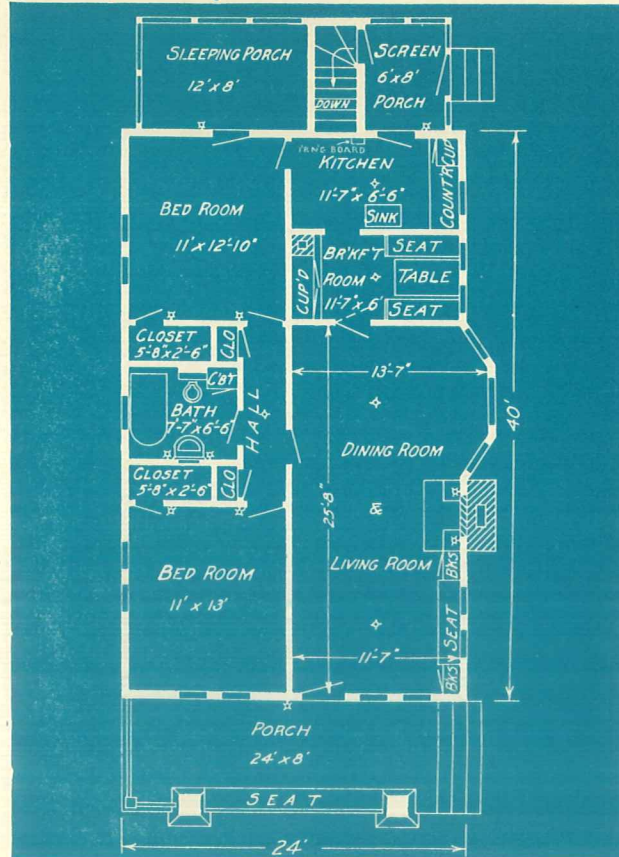 SLEEPING PORCH
12' x 8'
DOWN
SCREEN
6' x 8'
PORCH
IRN'G BOARD
KITCHEN
11'-7" x 6'-6"
SINK
COUNT'R
CUP
BED ROOM
11' x 12'-10"
CUP'D
BR'KF'T
ROOM
11'-7" x 6'
SEAT
TABLE
SEAT
CLOSET
5'-8" x 2'-6"
CLO
C'B'T
BATH
7'-7" x 6'-6"
HALL
CLOSET
5'-8" x 2'-6"
CLO
13'-7"
DINING ROOM
&
LIVING ROOM
25'-8"
40'
BKS
SEAT
BKS
11'-7"
BED ROOM
11' x 13'
PORCH
24' x 8'
SEAT
24'